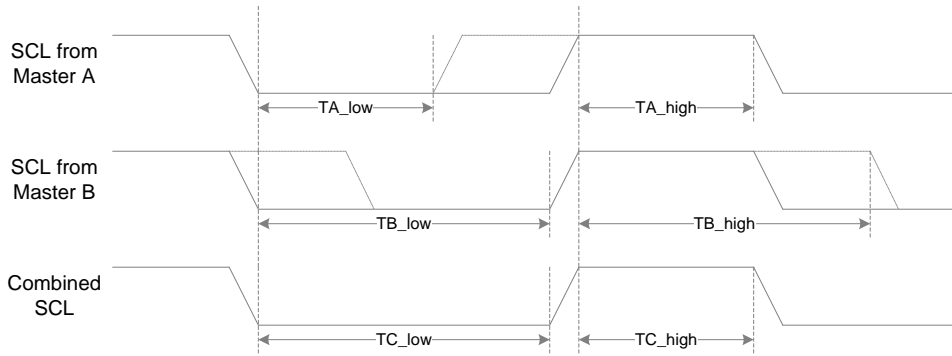 SCL from
Master A
TA_low
TA_high
SCL from
Master B
TB_low
TB_high
Combined
SCL
TC_low
TC_high